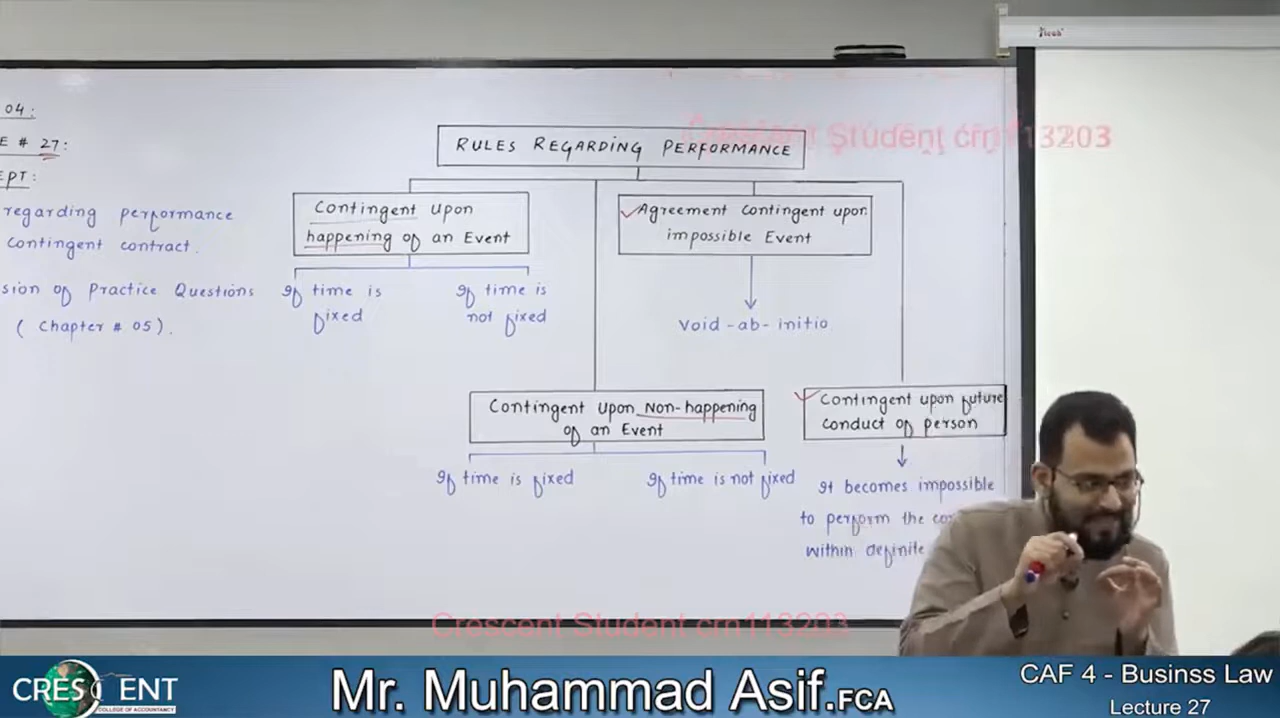 04:
E # 27:
EPT:
regarding performance
contingent contract.
sion of Practice Questions
( Chapter # 05 ).
RULES REGARDING PERFORMANCE
Contingent upon
happening of an Event
If time is
fixed
If time is
not fixed
Agreement contingent upon
impossible Event
Void-ab-initio
Contingent upon Non-happening
of an Event
If time is fixed
If time is not fixed
Contingent upon future
conduct of person
It becomes impossible
to perform the co
within definite
Crescent Student crn113203
Crescent Student crn113203
CRESCENT
COLLEGE OF ACCOUNTANCY
Mr. Muhammad Asif.FCA
CAF 4 - Businss Law
Lecture 27